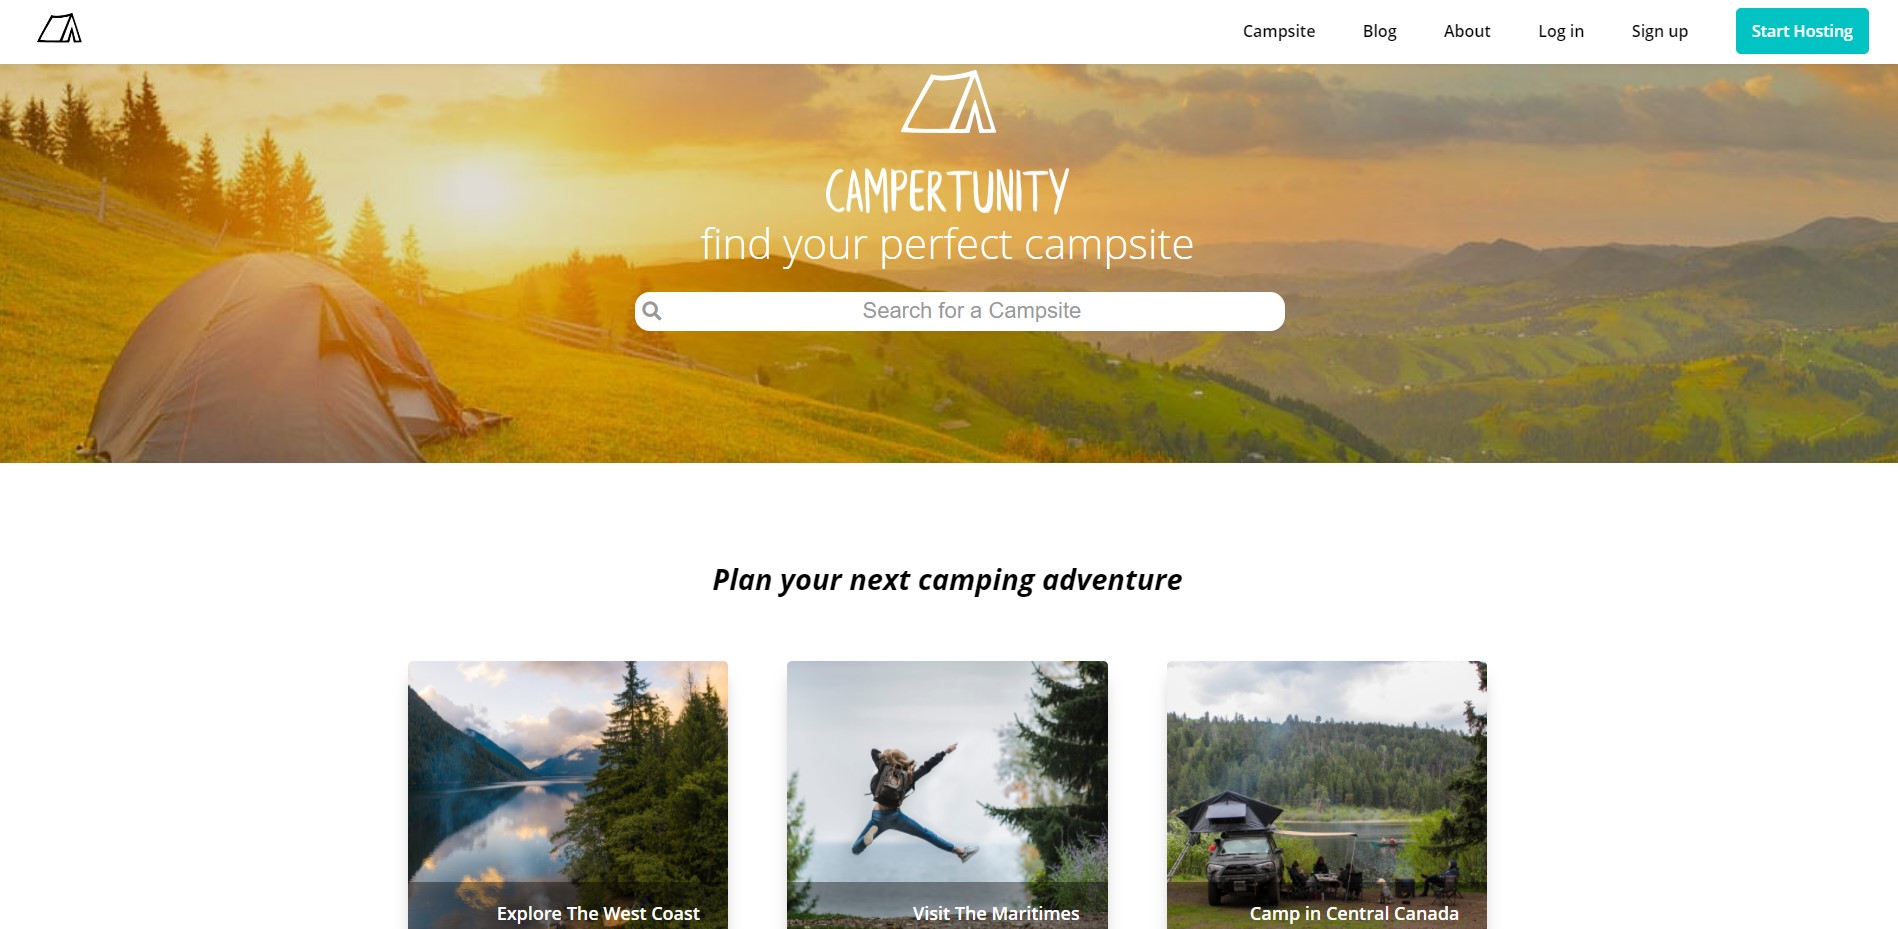 Campsite Blog About Log in Sign up Start Hosting
CAMPERTUNITY
find your perfect campsite
Search for a Campsite
Plan your next camping adventure
Explore The West Coast
Visit The Maritimes
Camp in Central Canada